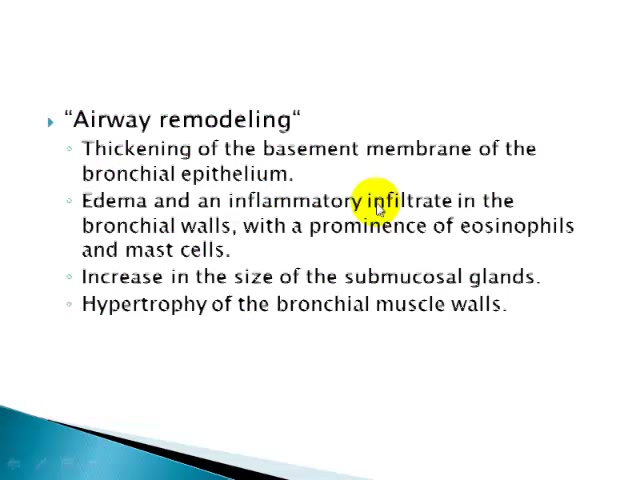 “Airway remodeling“
Thickening of the basement membrane of the
bronchial epithelium.
Edema and an inflammatory infiltrate in the
bronchial walls, with a prominence of eosinophils
and mast cells.
Increase in the size of the submucosal glands.
Hypertrophy of the bronchial muscle walls.